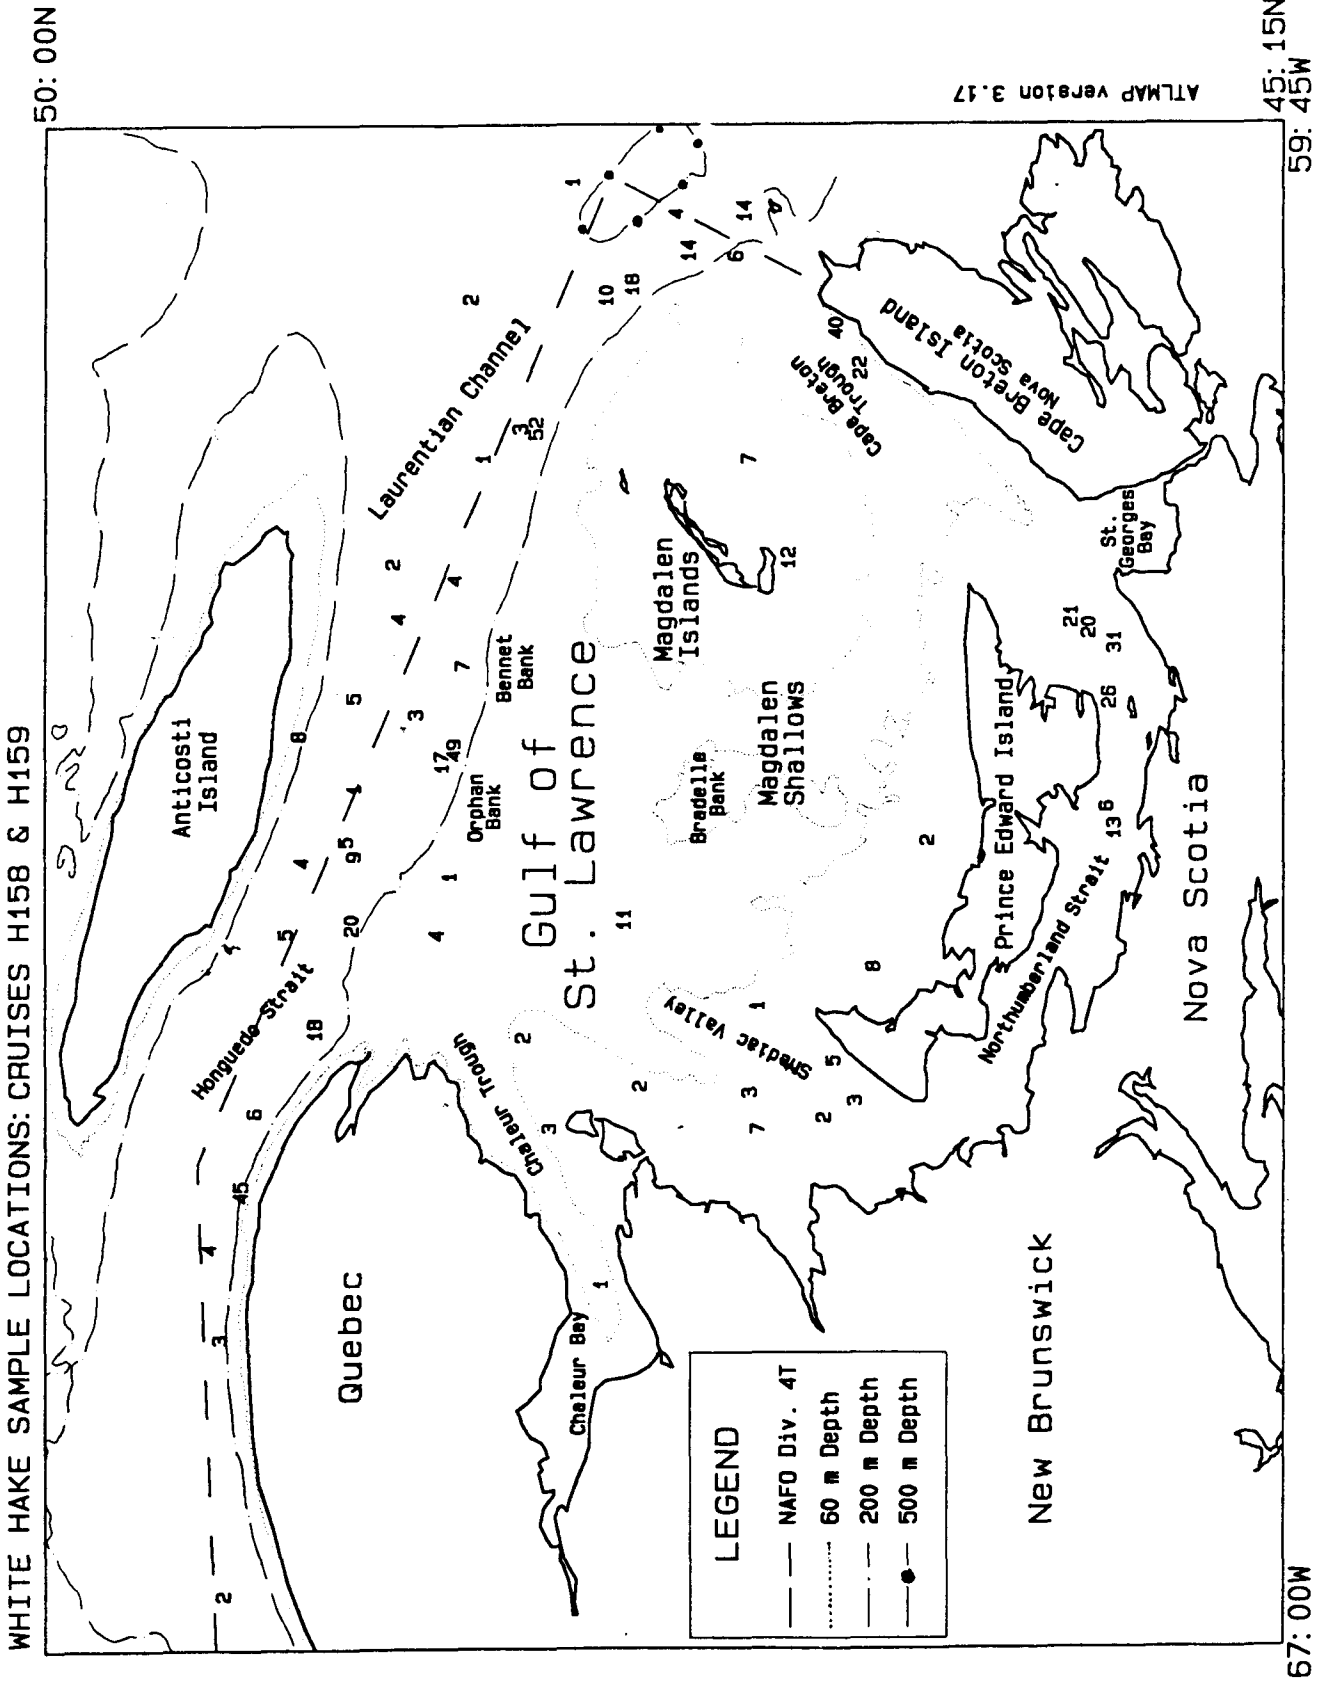 WHITE HAKE SAMPLE LOCATIONS: CRUISES H158 & H159
50:00N
Anticosti
Island
8
4
5
4
Honguedo Strait
18
6
45
4
3
2
Quebec
Laurentian Channel
2
1
2
4
4
5
3
7
1
3
52
17
49
4
5
9
20
4
1
Orphan
Bank
Bennet
Bank
Gulf of
St. Lawrence
10
18
14
4
14
6
Chaleur Trough
2
3
1
Chaleur Bay
11
Magdalen
Islands
12
7
Bradelle
Bank
Magdalen
Shallows
Cape Breton
Trough
40
22
Cape Breton Island
Nova Scotia
Shediac Valley
1
2
3
7
5
2
3
8
2
Prince Edward Island
Northumberland Strait
13
6
26
31
20
21
St.
Georges
Bay
Nova Scotia
New Brunswick
LEGEND
NAFO Div. 4T
60 m Depth
200 m Depth
500 m Depth
ATLMAP version 3.17
67:00W
45:15N
59:45W